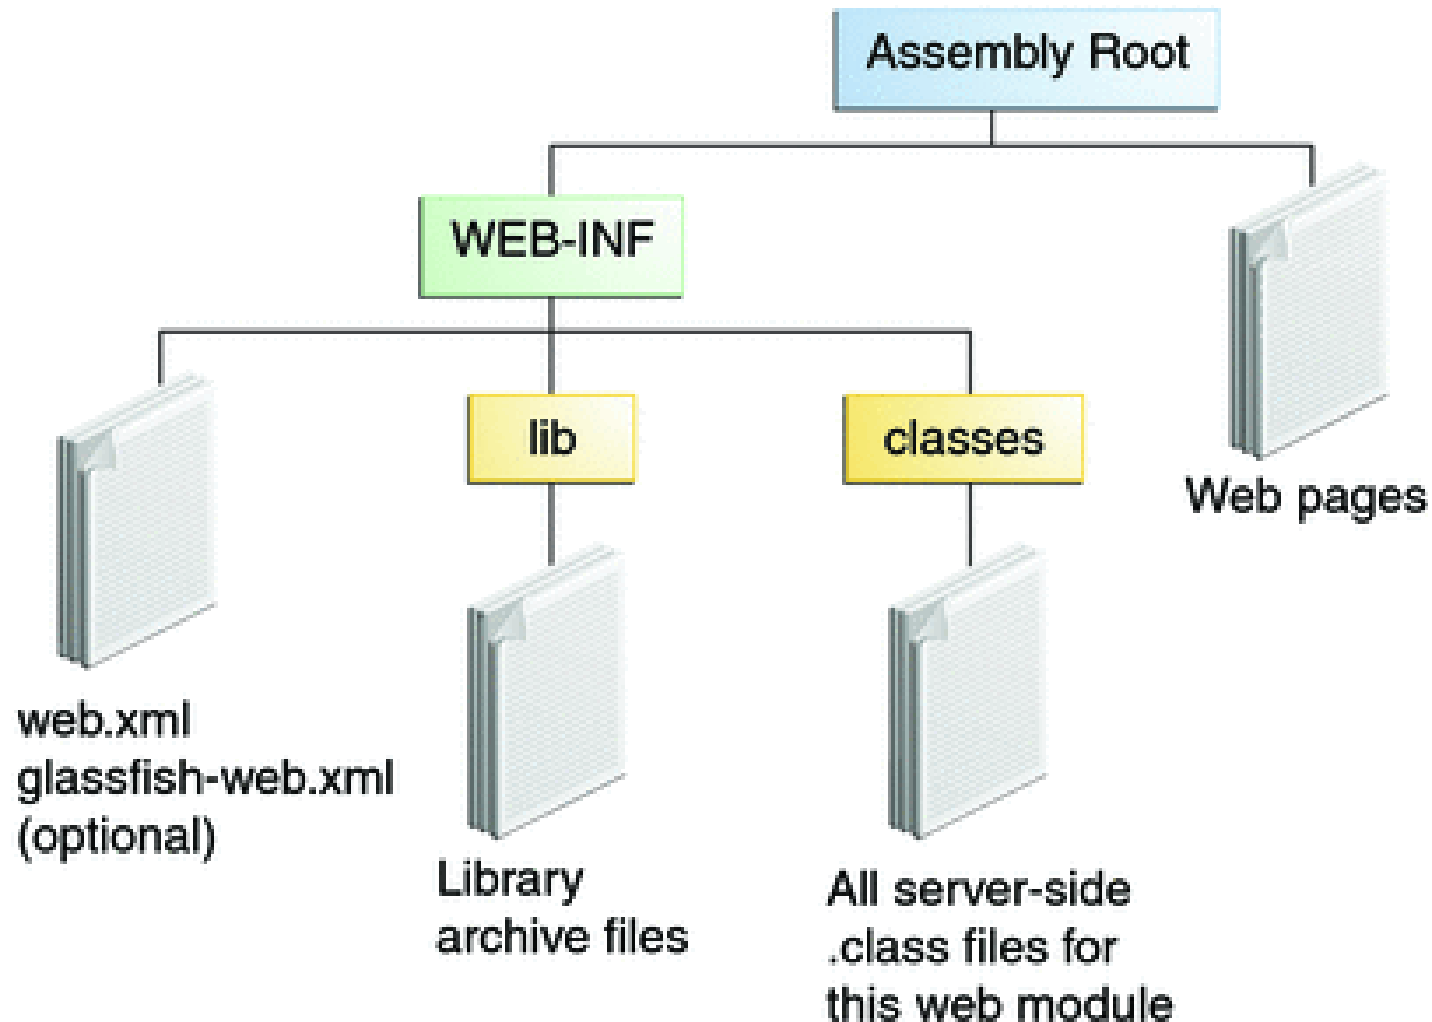 Assembly Root
WEB-INF
lib
classes
Web pages
web.xml
glassfish-web.xml
(optional)
Library
archive files
All server-side
.class files for
this web module